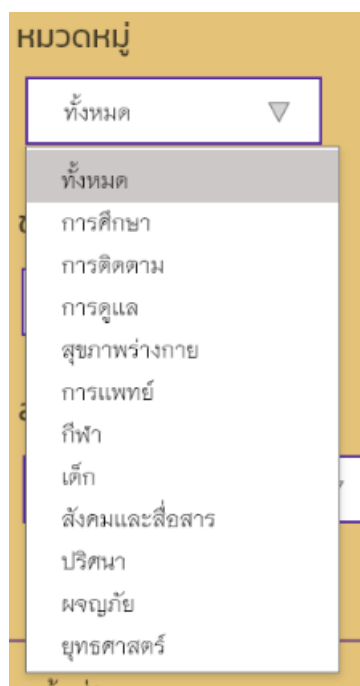 หมวดหมู่
ทั้งหมด
ทั้งหมด
การศึกษา
การติดตาม
การดูแล
สุขภาพร่างกาย
การแพทย์
กีฬา
เด็ก
สังคมและสื่อสาร
ปริศนา
ผจญภัย
ยุทธศาสตร์